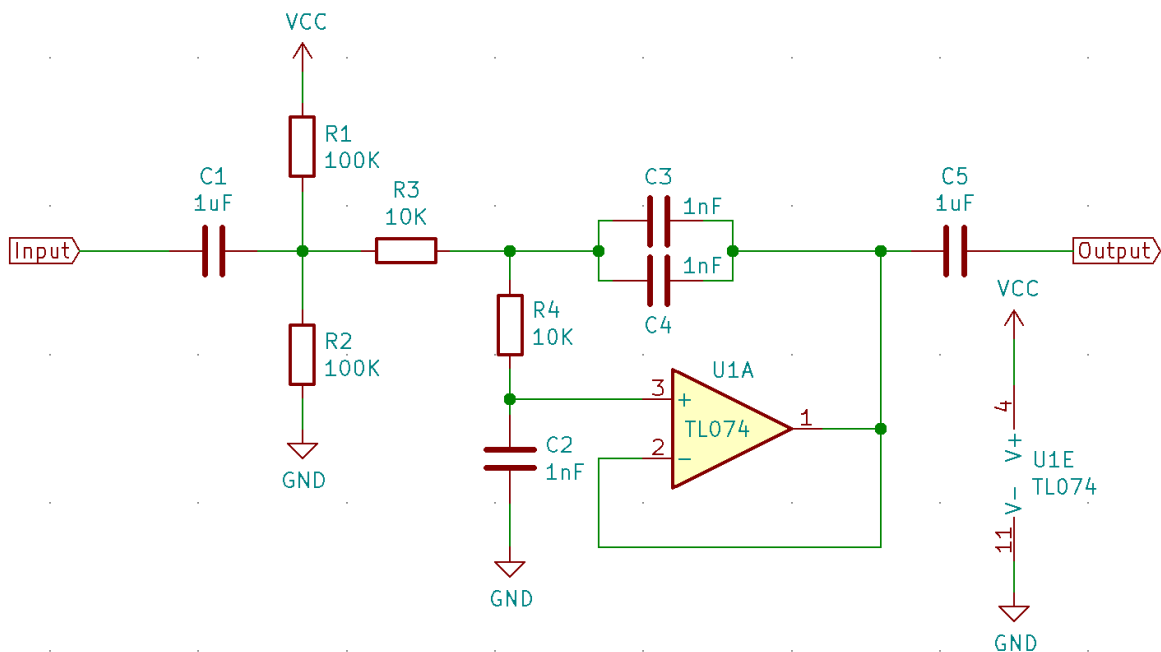 VCC
R1
100K
C1
1uF
R3
10K
C3
1nF
C5
1uF
Input
Output
1nF
C4
VCC
R4
10K
R2
100K
U1A
3
+
TL074
1
2
-
4
V+
U1E
TL074
V-
11
C2
1nF
GND
GND
GND